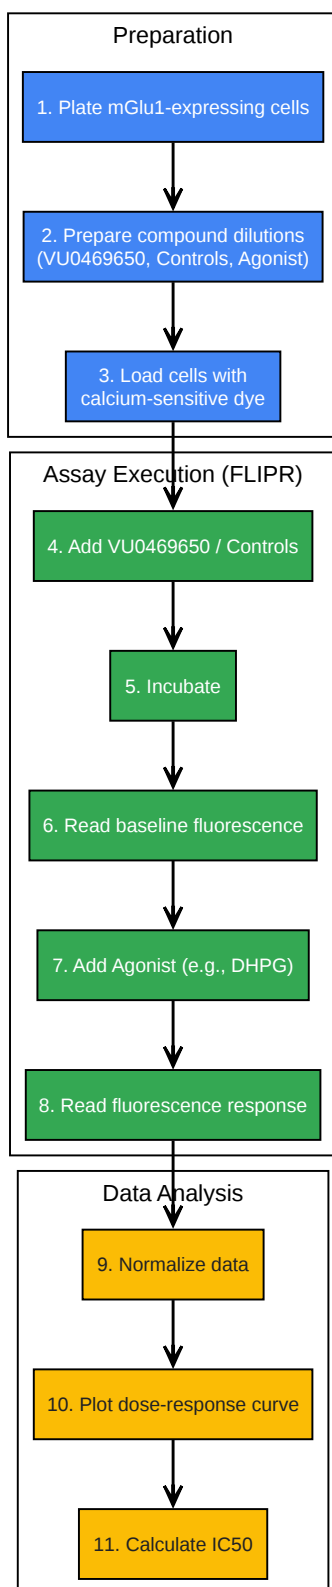 Preparation
1. Plate mGlu1-expressing cells
2. Prepare compound dilutions
(VU0469650, Controls, Agonist)
3. Load cells with
calcium-sensitive dye
Assay Execution (FLIPR)
4. Add VU0469650 / Controls
5. Incubate
6. Read baseline fluorescence
7. Add Agonist (e.g., DHPG)
8. Read fluorescence response
Data Analysis
9. Normalize data
10. Plot dose-response curve
11. Calculate IC50